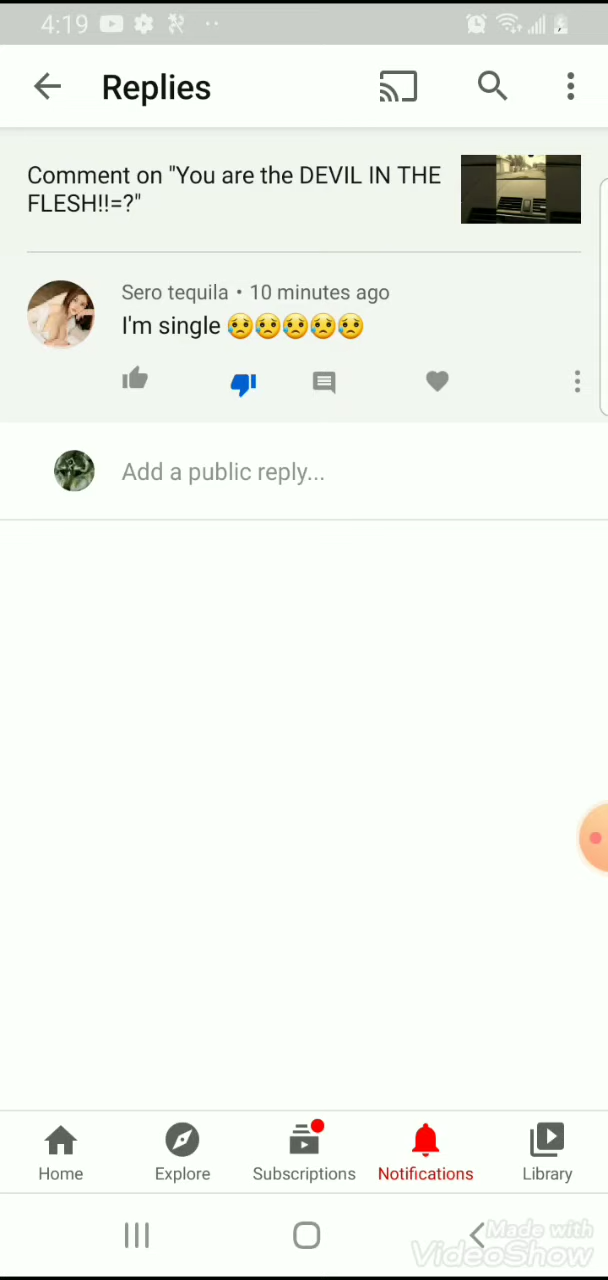 4:19
Replies
Comment on "You are the DEVIL IN THE
FLESH!!=?"
Sero tequila • 10 minutes ago
I'm single 😥😥😥😥😥
Add a public reply...
Home Explore Subscriptions Notifications Library
Made with
VideoShow